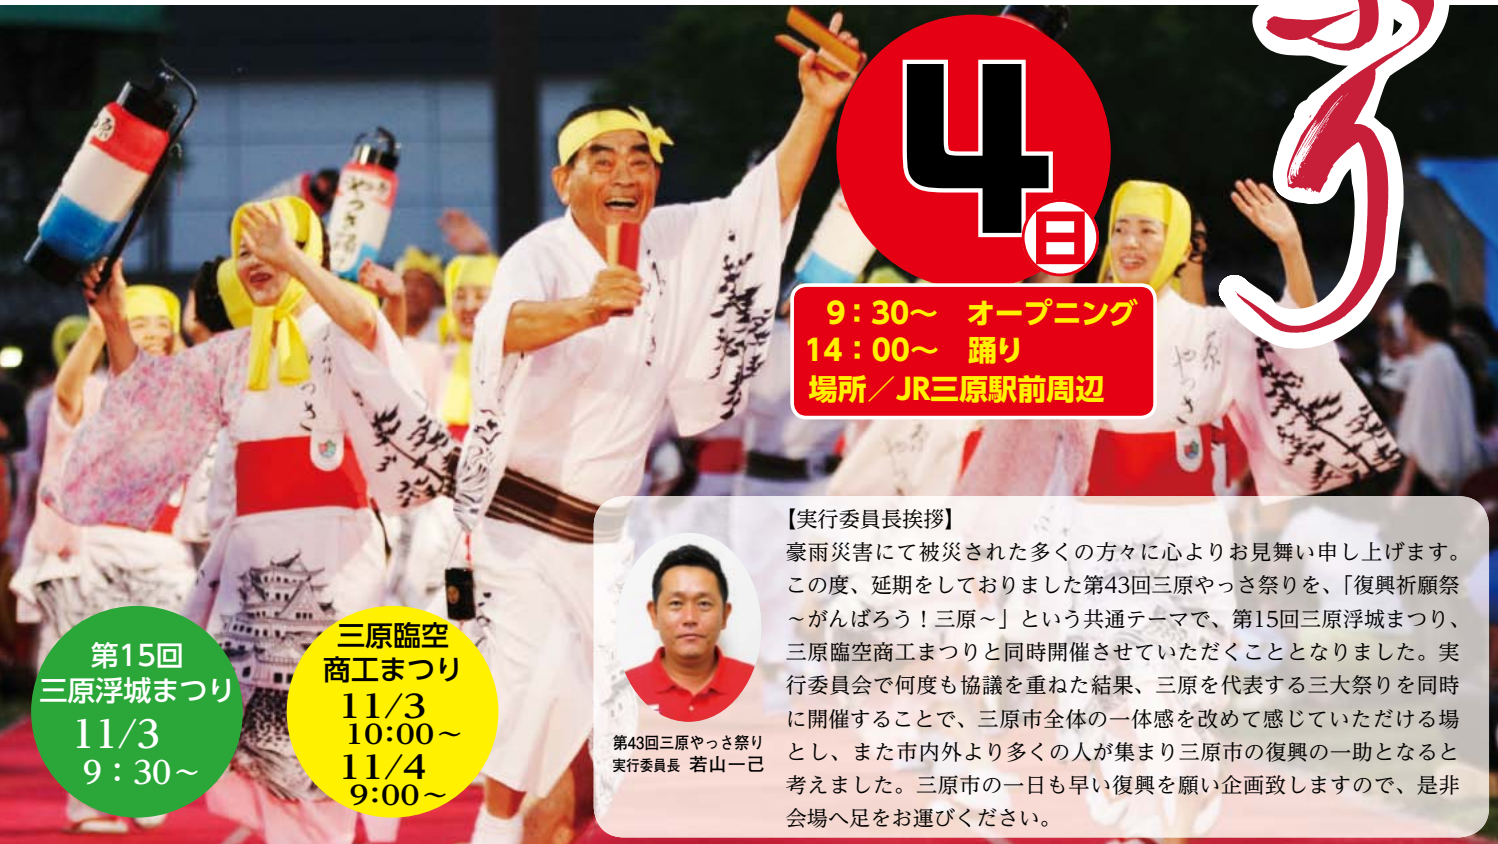 4
日
9：30～　オープニング
14：00～　踊り
場所／JR三原駅前周辺
やっさ踊
やっさ
【実行委員長挨拶】
豪雨災害にて被災された多くの方々に心よりお見舞い申し上げます。
この度、延期をしておりました第43回三原やっさ祭りを、「復興祈願祭
～がんばろう！三原～」という共通テーマで、第15回三原浮城まつり、
三原臨空商工まつりと同時開催させていただくこととなりました。実
行委員会で何度も協議を重ねた結果、三原を代表する三大祭りを同時
に開催することで、三原市全体の一体感を改めて感じていただける場
とし、また市内外より多くの人が集まり三原市の復興の一助となると
考えました。三原市の一日も早い復興を願い企画致しますので、是非
会場へ足をお運びください。
第43回三原やっさ祭り
実行委員長 若山一己
第15回
三原浮城まつり
11/3
9：30～
三原臨空
商工まつり
11/3
10:00～
11/4
9:00～